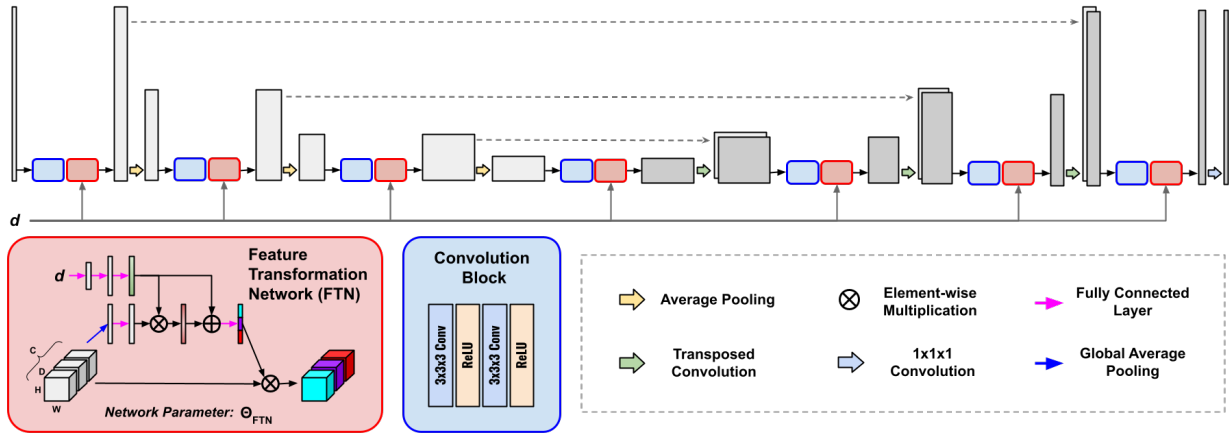 d
Feature
Transformation
Network (FTN)
d
C
D
H
W
Network Parameter: Θ_FTN
Convolution
Block
3x3x3 Conv
ReLU
3x3x3 Conv
ReLU
Average Pooling
Element-wise
Multiplication
Fully Connected
Layer
Transposed
Convolution
1x1x1
Convolution
Global Average
Pooling